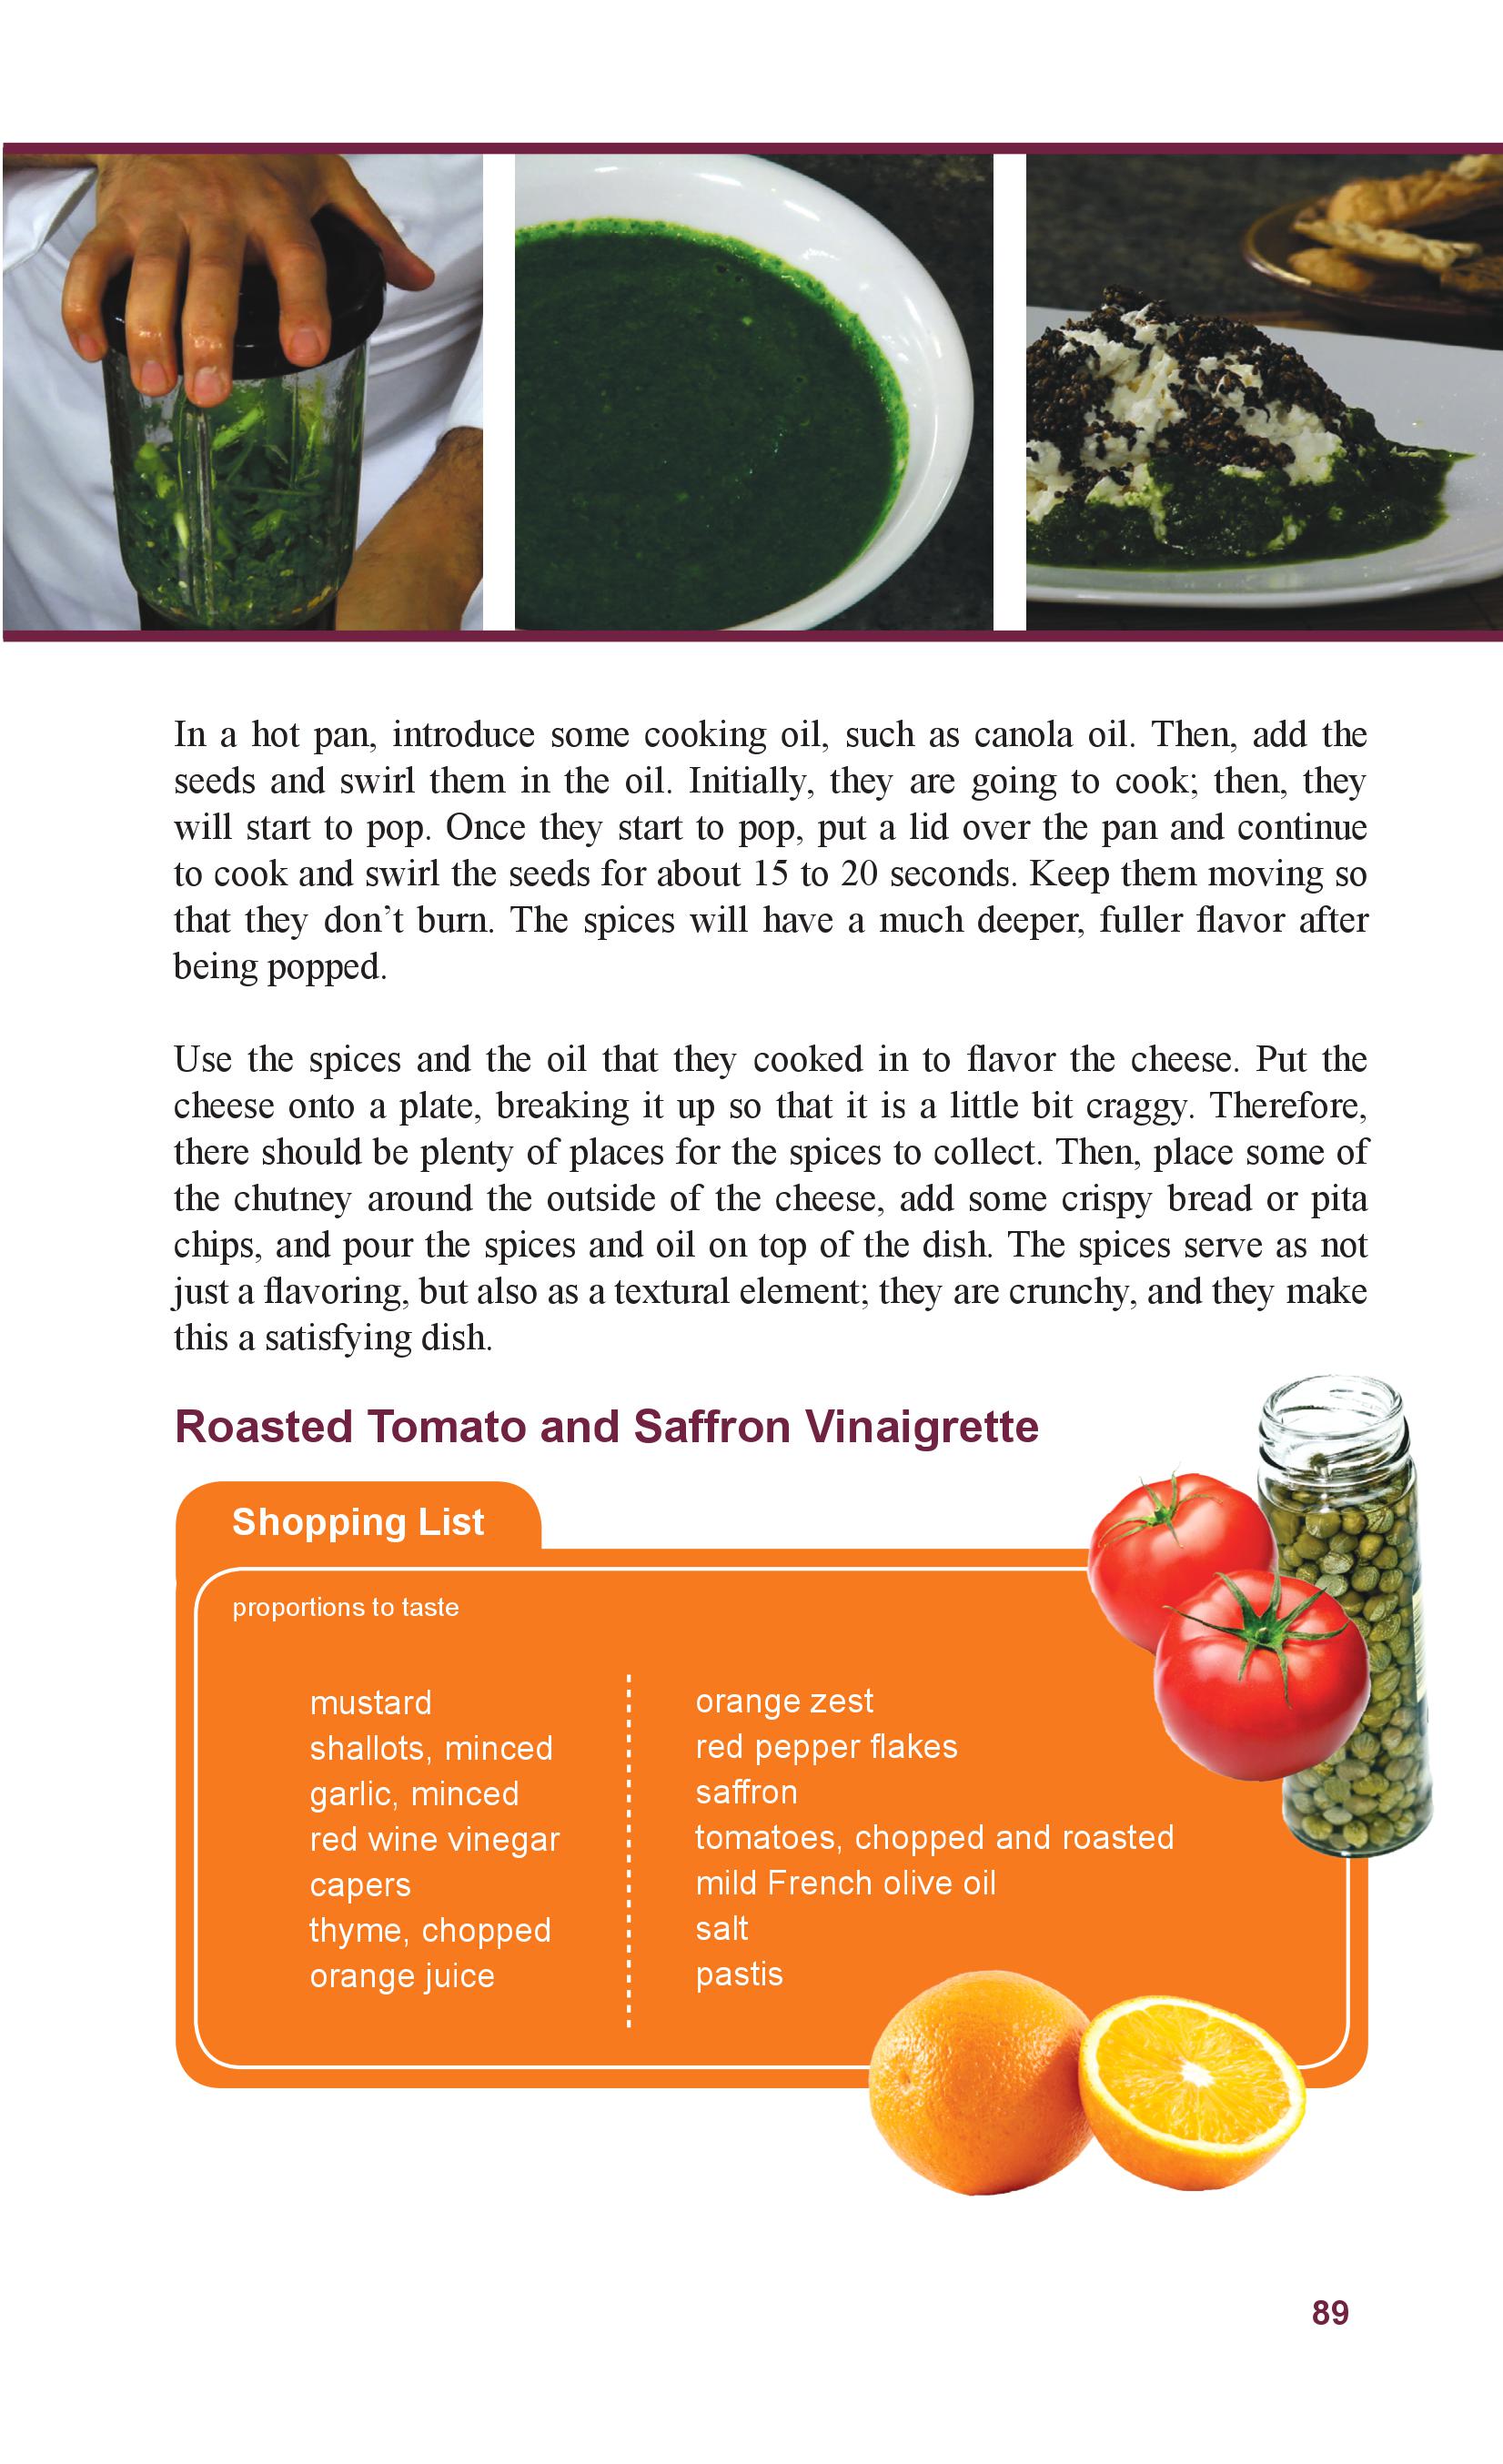 In a hot pan, introduce some cooking oil, such as canola oil. Then, add the
seeds and swirl them in the oil. Initially, they are going to cook; then, they
will start to pop. Once they start to pop, put a lid over the pan and continue
to cook and swirl the seeds for about 15 to 20 seconds. Keep them moving so
that they don’t burn. The spices will have a much deeper, fuller flavor after
being popped.
Use the spices and the oil that they cooked in to flavor the cheese. Put the
cheese onto a plate, breaking it up so that it is a little bit craggy. Therefore,
there should be plenty of places for the spices to collect. Then, place some of
the chutney around the outside of the cheese, add some crispy bread or pita
chips, and pour the spices and oil on top of the dish. The spices serve as not
just a flavoring, but also as a textural element; they are crunchy, and they make
this a satisfying dish.
Roasted Tomato and Saffron Vinaigrette
Shopping List
proportions to taste
mustard
shallots, minced
garlic, minced
red wine vinegar
capers
thyme, chopped
orange juice
orange zest
red pepper flakes
saffron
tomatoes, chopped and roasted
mild French olive oil
salt
pastis
89